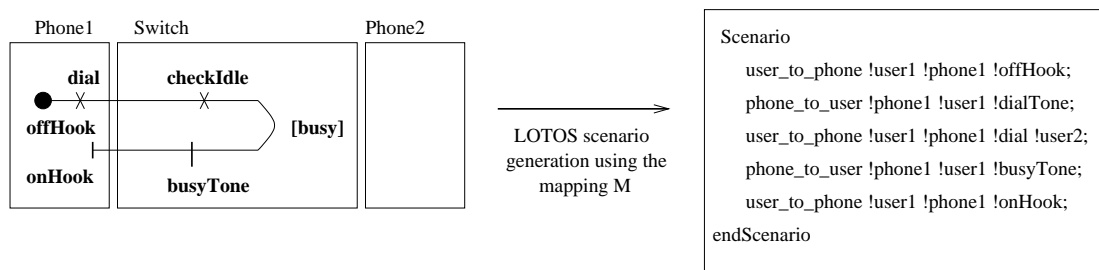 Phone1
Switch
Phone2
dial
checkIdle
offHook
[busy]
onHook
busyTone
LOTOS scenario
generation using the
mapping M
Scenario
user_to_phone !user1 !phone1 !offHook;
phone_to_user !phone1 !user1 !dialTone;
user_to_phone !user1 !phone1 !dial !user2;
phone_to_user !phone1 !user1 !busyTone;
user_to_phone !user1 !phone1 !onHook;
endScenario